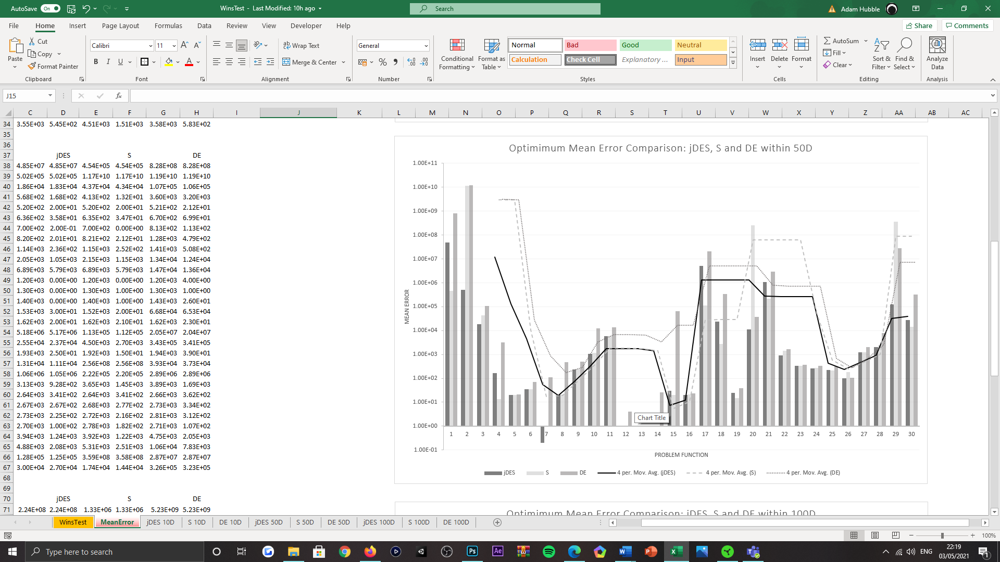 AutoSave On WinsTest - Last Modified: 10h ago Search Adam Hubble
File Home Insert Page Layout Formulas Data Review View Developer Help Share Comments
Paste Cut Copy Format Painter Clipboard
Calibri 11 B I U A A A Font
Wrap Text Merge & Center Alignment
General % Number
Conditional Formatting Format as Table
Normal Bad Good Neutral
Calculation Check Cell Explanatory ... Input
Styles
Insert Delete Format Cells
AutoSum Fill Clear Sort & Filter Find & Select Editing
Analyze Data Analysis
J15 fx
C D E F G H I J K L M N O P Q R S T U V W X Y Z AA AB AC
34 3.55E+03 5.45E+02 4.51E+03 1.51E+03 3.58E+03 5.83E+02
35
36
37 jDES S DE
38 4.85E+07 4.85E+07 4.54E+05 4.54E+05 8.28E+08 8.28E+08
39 5.02E+05 5.02E+05 1.17E+10 1.17E+10 1.19E+10 1.19E+10
40 1.86E+04 1.83E+04 4.37E+04 4.34E+04 1.07E+05 1.06E+05
41 5.68E+02 1.68E+02 4.13E+02 1.32E+01 3.60E+03 3.20E+03
42 5.20E+02 2.00E+01 5.20E+02 2.00E+01 5.21E+02 2.12E+01
43 6.36E+02 3.58E+01 6.35E+02 3.47E+01 6.70E+02 6.99E+01
44 7.00E+02 2.00E-01 7.00E+02 0.00E+00 8.13E+02 1.13E+02
45 8.20E+02 2.01E+01 8.21E+02 2.12E+01 1.28E+03 4.79E+02
46 1.14E+03 2.36E+02 1.15E+03 2.52E+02 1.41E+03 5.08E+02
47 2.05E+03 1.05E+03 2.15E+03 1.15E+03 1.34E+04 1.24E+04
48 6.89E+03 5.79E+03 6.89E+03 5.79E+03 1.47E+04 1.36E+04
49 1.20E+03 0.00E+00 1.20E+03 0.00E+00 1.20E+03 4.00E+00
50 1.30E+03 0.00E+00 1.30E+03 1.00E+00 1.30E+03 1.00E+00
51 1.40E+03 0.00E+00 1.40E+03 1.00E+00 1.43E+03 2.60E+01
52 1.53E+03 3.00E+01 1.52E+03 2.00E+01 6.68E+04 6.53E+04
53 1.62E+03 2.00E+01 1.62E+03 2.10E+01 1.62E+03 2.30E+01
54 5.18E+06 5.17E+06 1.13E+05 1.12E+05 2.05E+07 2.04E+07
55 2.55E+04 2.37E+04 4.50E+03 2.70E+03 3.43E+05 3.41E+05
56 1.93E+03 2.50E+01 1.92E+03 1.50E+01 1.94E+03 3.90E+01
57 1.31E+04 1.11E+04 2.56E+08 2.56E+08 3.93E+04 3.73E+04
58 1.06E+06 1.05E+06 2.22E+05 2.20E+05 2.89E+06 2.89E+06
59 3.13E+03 9.28E+02 3.65E+03 1.45E+03 3.89E+03 1.69E+03
60 2.64E+03 3.41E+02 2.64E+03 3.41E+02 2.66E+03 3.62E+02
61 2.67E+03 2.67E+02 2.68E+03 2.77E+02 2.73E+03 3.34E+02
62 2.73E+03 2.25E+02 2.72E+03 2.16E+02 2.81E+03 3.12E+02
63 2.70E+03 1.00E+02 2.78E+03 1.82E+02 2.71E+03 1.07E+02
64 3.94E+03 1.24E+03 3.92E+03 1.22E+03 4.75E+03 2.05E+03
65 4.88E+03 2.08E+03 5.31E+03 2.51E+03 1.06E+04 7.83E+03
66 1.28E+05 1.25E+05 3.59E+08 3.58E+08 2.87E+07 2.87E+07
67 3.00E+04 2.70E+04 1.74E+04 1.44E+04 3.26E+05 3.23E+05
68
69
70 jDES S DE
71 2.24E+08 2.24E+08 1.33E+06 1.33E+06 5.23E+09 5.23E+09
Optimimum Mean Error Comparison: jDES, S and DE within 50D
1.00E+11
1.00E+10
1.00E+09
1.00E+08
1.00E+07
1.00E+06
1.00E+05
1.00E+04
1.00E+03
1.00E+02
1.00E+01
1.00E+00
1.00E-01
MEAN ERROR
Chart Title
1 2 3 4 5 6 7 8 9 10 11 12 13 14 15 16 17 18 19 20 21 22 23 24 25 26 27 28 29 30
PROBLEM FUNCTION
jDES S DE 4 per. Mov. Avg. (jDES) 4 per. Mov. Avg. (S) 4 per. Mov. Avg. (DE)
Optimimum Mean Error Comparison: jDES, S and DE within 100D
WinsTest MeanError jDES 10D S 10D DE 10D jDES 50D S 50D DE 50D jDES 100D S 100D DE 100D
100%
Type here to search Ps Ae ENG 22:19
03/05/2021 1